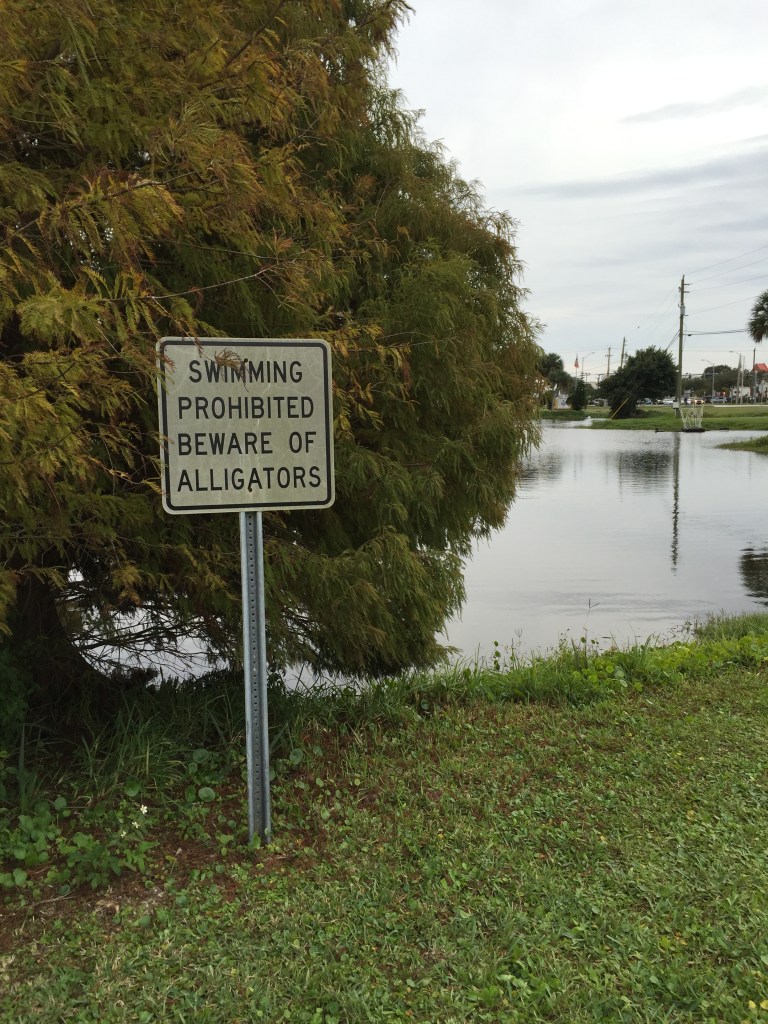 SWIMMING
PROHIBITED
BEWARE OF
ALLIGATORS